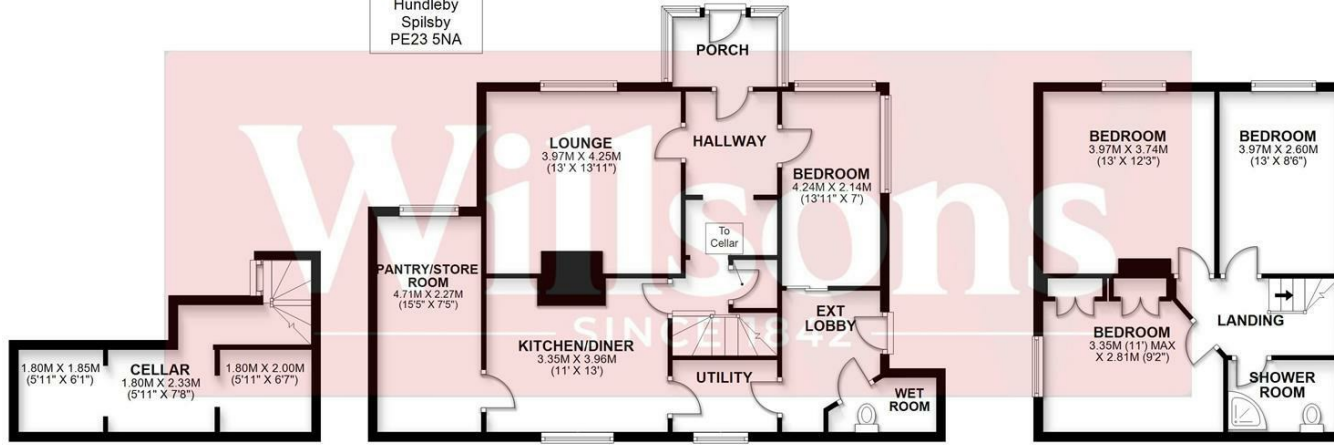 Hundleby
Spilsby
PE23 5NA
PORCH
LOUNGE
3.97M X 4.25M
(13' X 13'11")
HALLWAY
BEDROOM
4.24M X 2.14M
(13'11" X 7')
To
Cellar
PANTRY/STORE
ROOM
4.71M X 2.27M
(15'5" X 7'5")
KITCHEN/DINER
3.35M X 3.96M
(11' X 13')
EXT
LOBBY
UTILITY
WET
ROOM
1.80M X 1.85M
(5'11" X 6'1")
CELLAR
1.80M X 2.33M
(5'11" X 7'8")
1.80M X 2.00M
(5'11" X 6'7")
BEDROOM
3.97M X 3.74M
(13' X 12'3")
BEDROOM
3.97M X 2.60M
(13' X 8'6")
BEDROOM
3.35M (11') MAX
X 2.81M (9'2")
LANDING
SHOWER
ROOM
Willsons
SINCE 1842